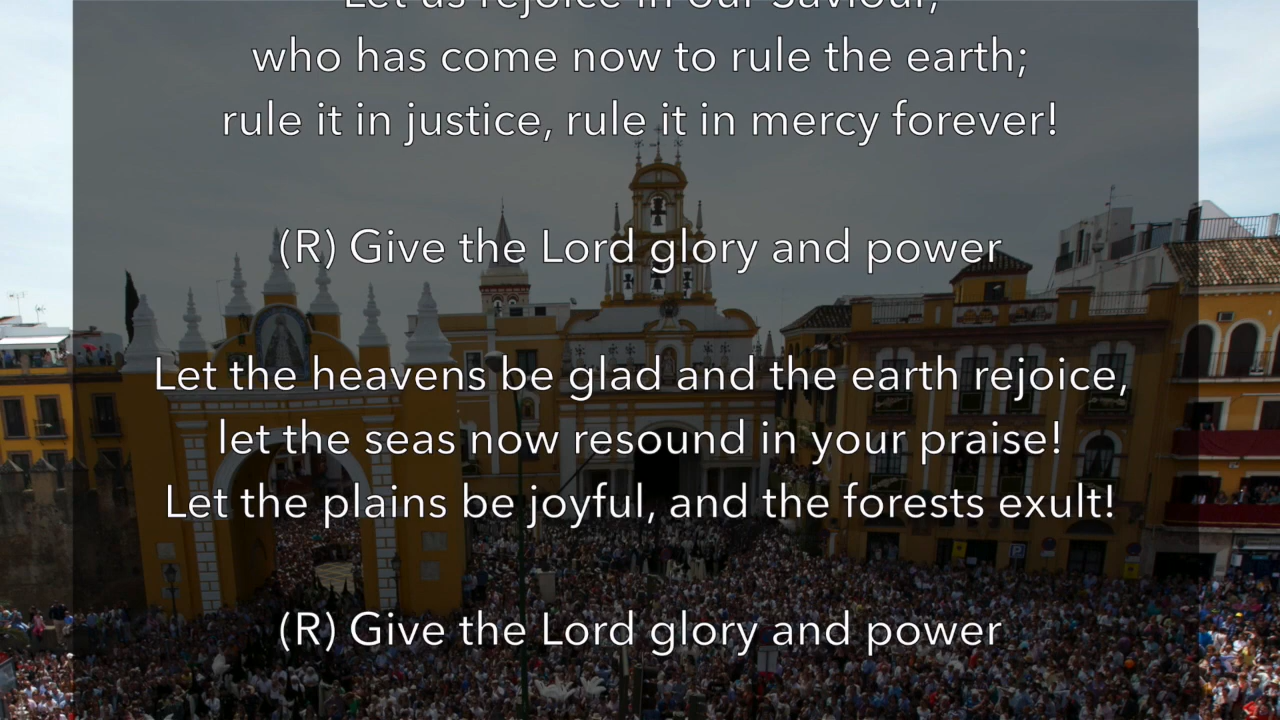 Let us rejoice in our Saviour,
who has come now to rule the earth;
rule it in justice, rule it in mercy forever!
(R) Give the Lord glory and power
Let the heavens be glad and the earth rejoice,
let the seas now resound in your praise!
Let the plains be joyful, and the forests exult!
(R) Give the Lord glory and power